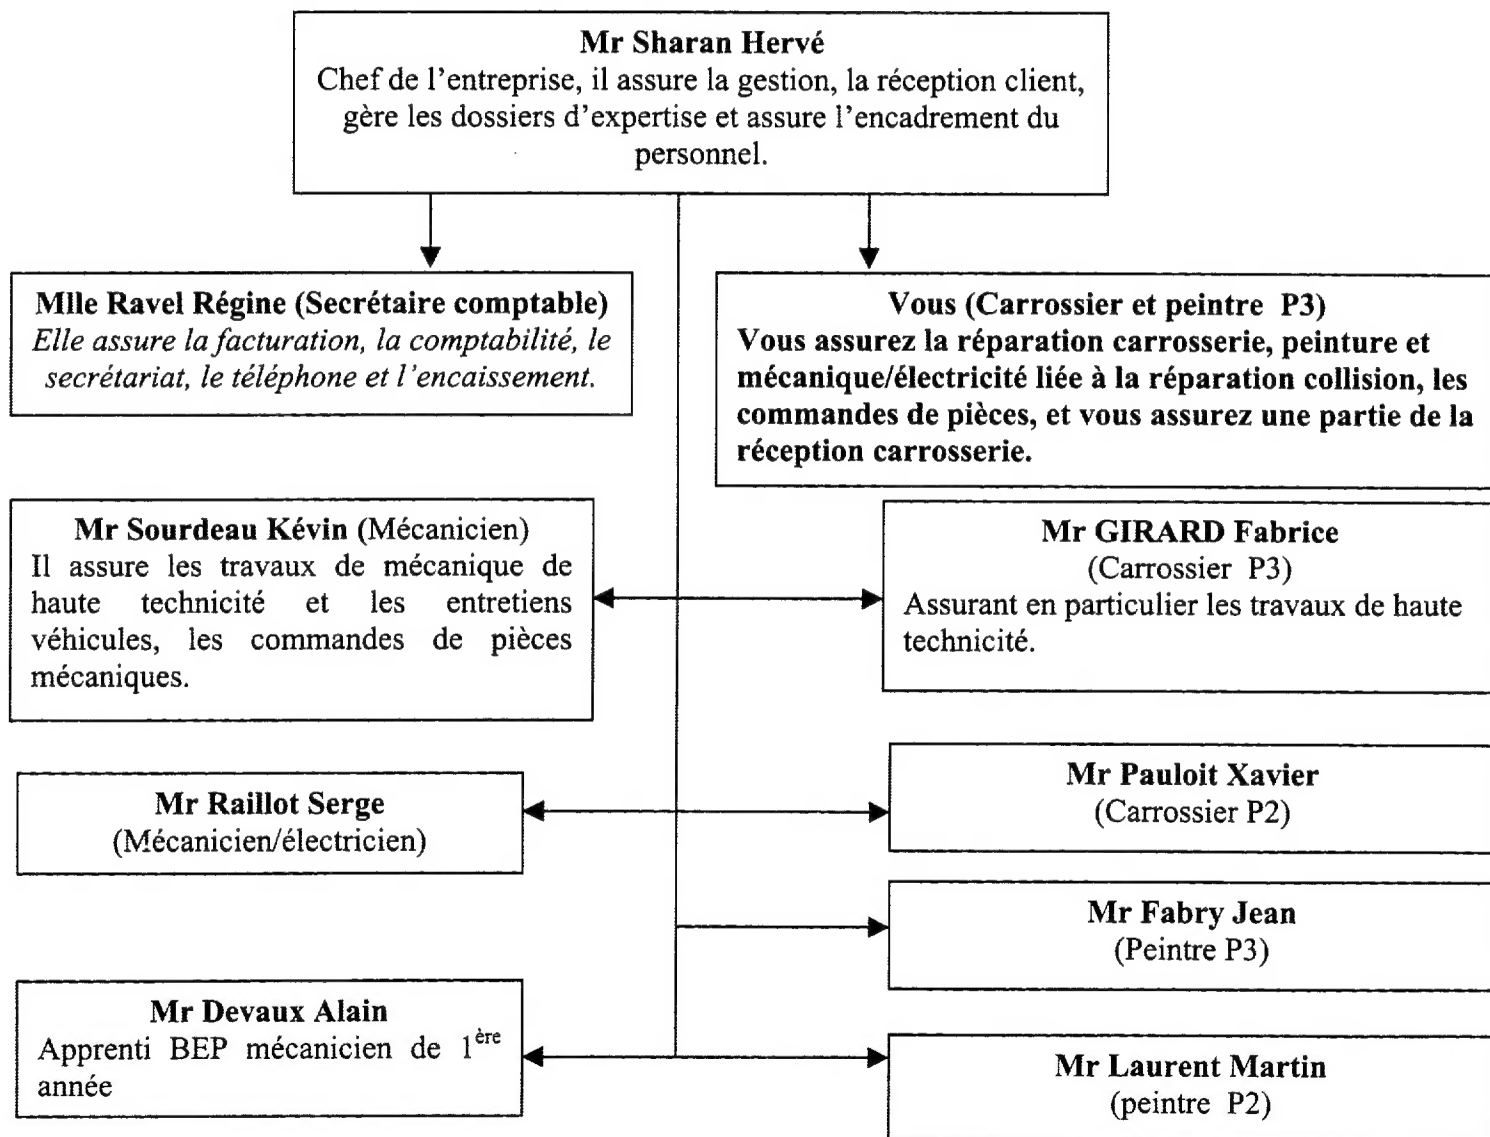 Mr Sharan Hervé
Chef de l'entreprise, il assure la gestion, la réception client,
gère les dossiers d'expertise et assure l'encadrement du
personnel.
Mlle Ravel Régine (Secrétaire comptable)
Elle assure la facturation, la comptabilité, le
secrétariat, le téléphone et l'encaissement.
Vous (Carrossier et peintre P3)
Vous assurez la réparation carrosserie, peinture et
mécanique/électricité liée à la réparation collision, les
commandes de pièces, et vous assurez une partie de la
réception carrosserie.
Mr Sourdeau Kévin (Mécanicien)
Il assure les travaux de mécanique de
haute technicité et les entretiens
véhicules, les commandes de pièces
mécaniques.
Mr GIRARD Fabrice
(Carrossier P3)
Assurant en particulier les travaux de haute
technicité.
Mr Raillot Serge
(Mécanicien/électricien)
Mr Pauloit Xavier
(Carrossier P2)
Mr Fabry Jean
(Peintre P3)
Mr Devaux Alain
Apprenti BEP mécanicien de 1ère
année
Mr Laurent Martin
(peintre P2)